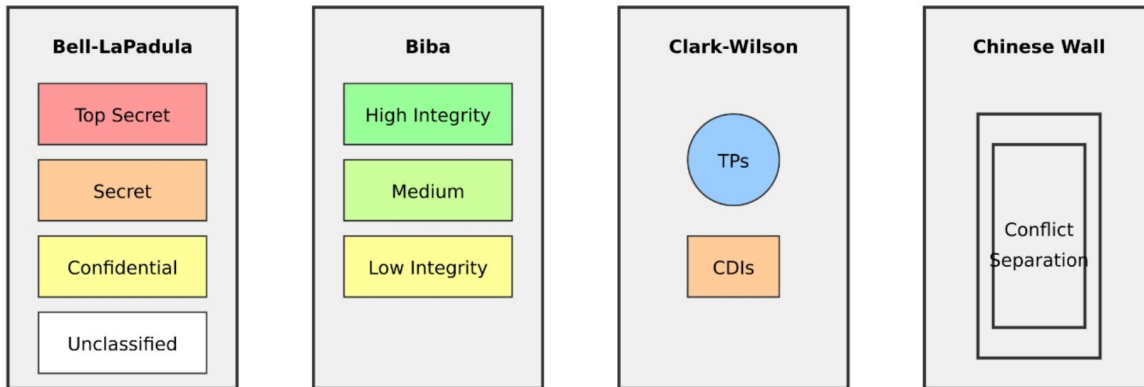 Bell-LaPadula
Top Secret
Secret
Confidential
Unclassified
Biba
High Integrity
Medium
Low Integrity
Clark-Wilson
TPs
CDIs
Chinese Wall
Conflict
Separation